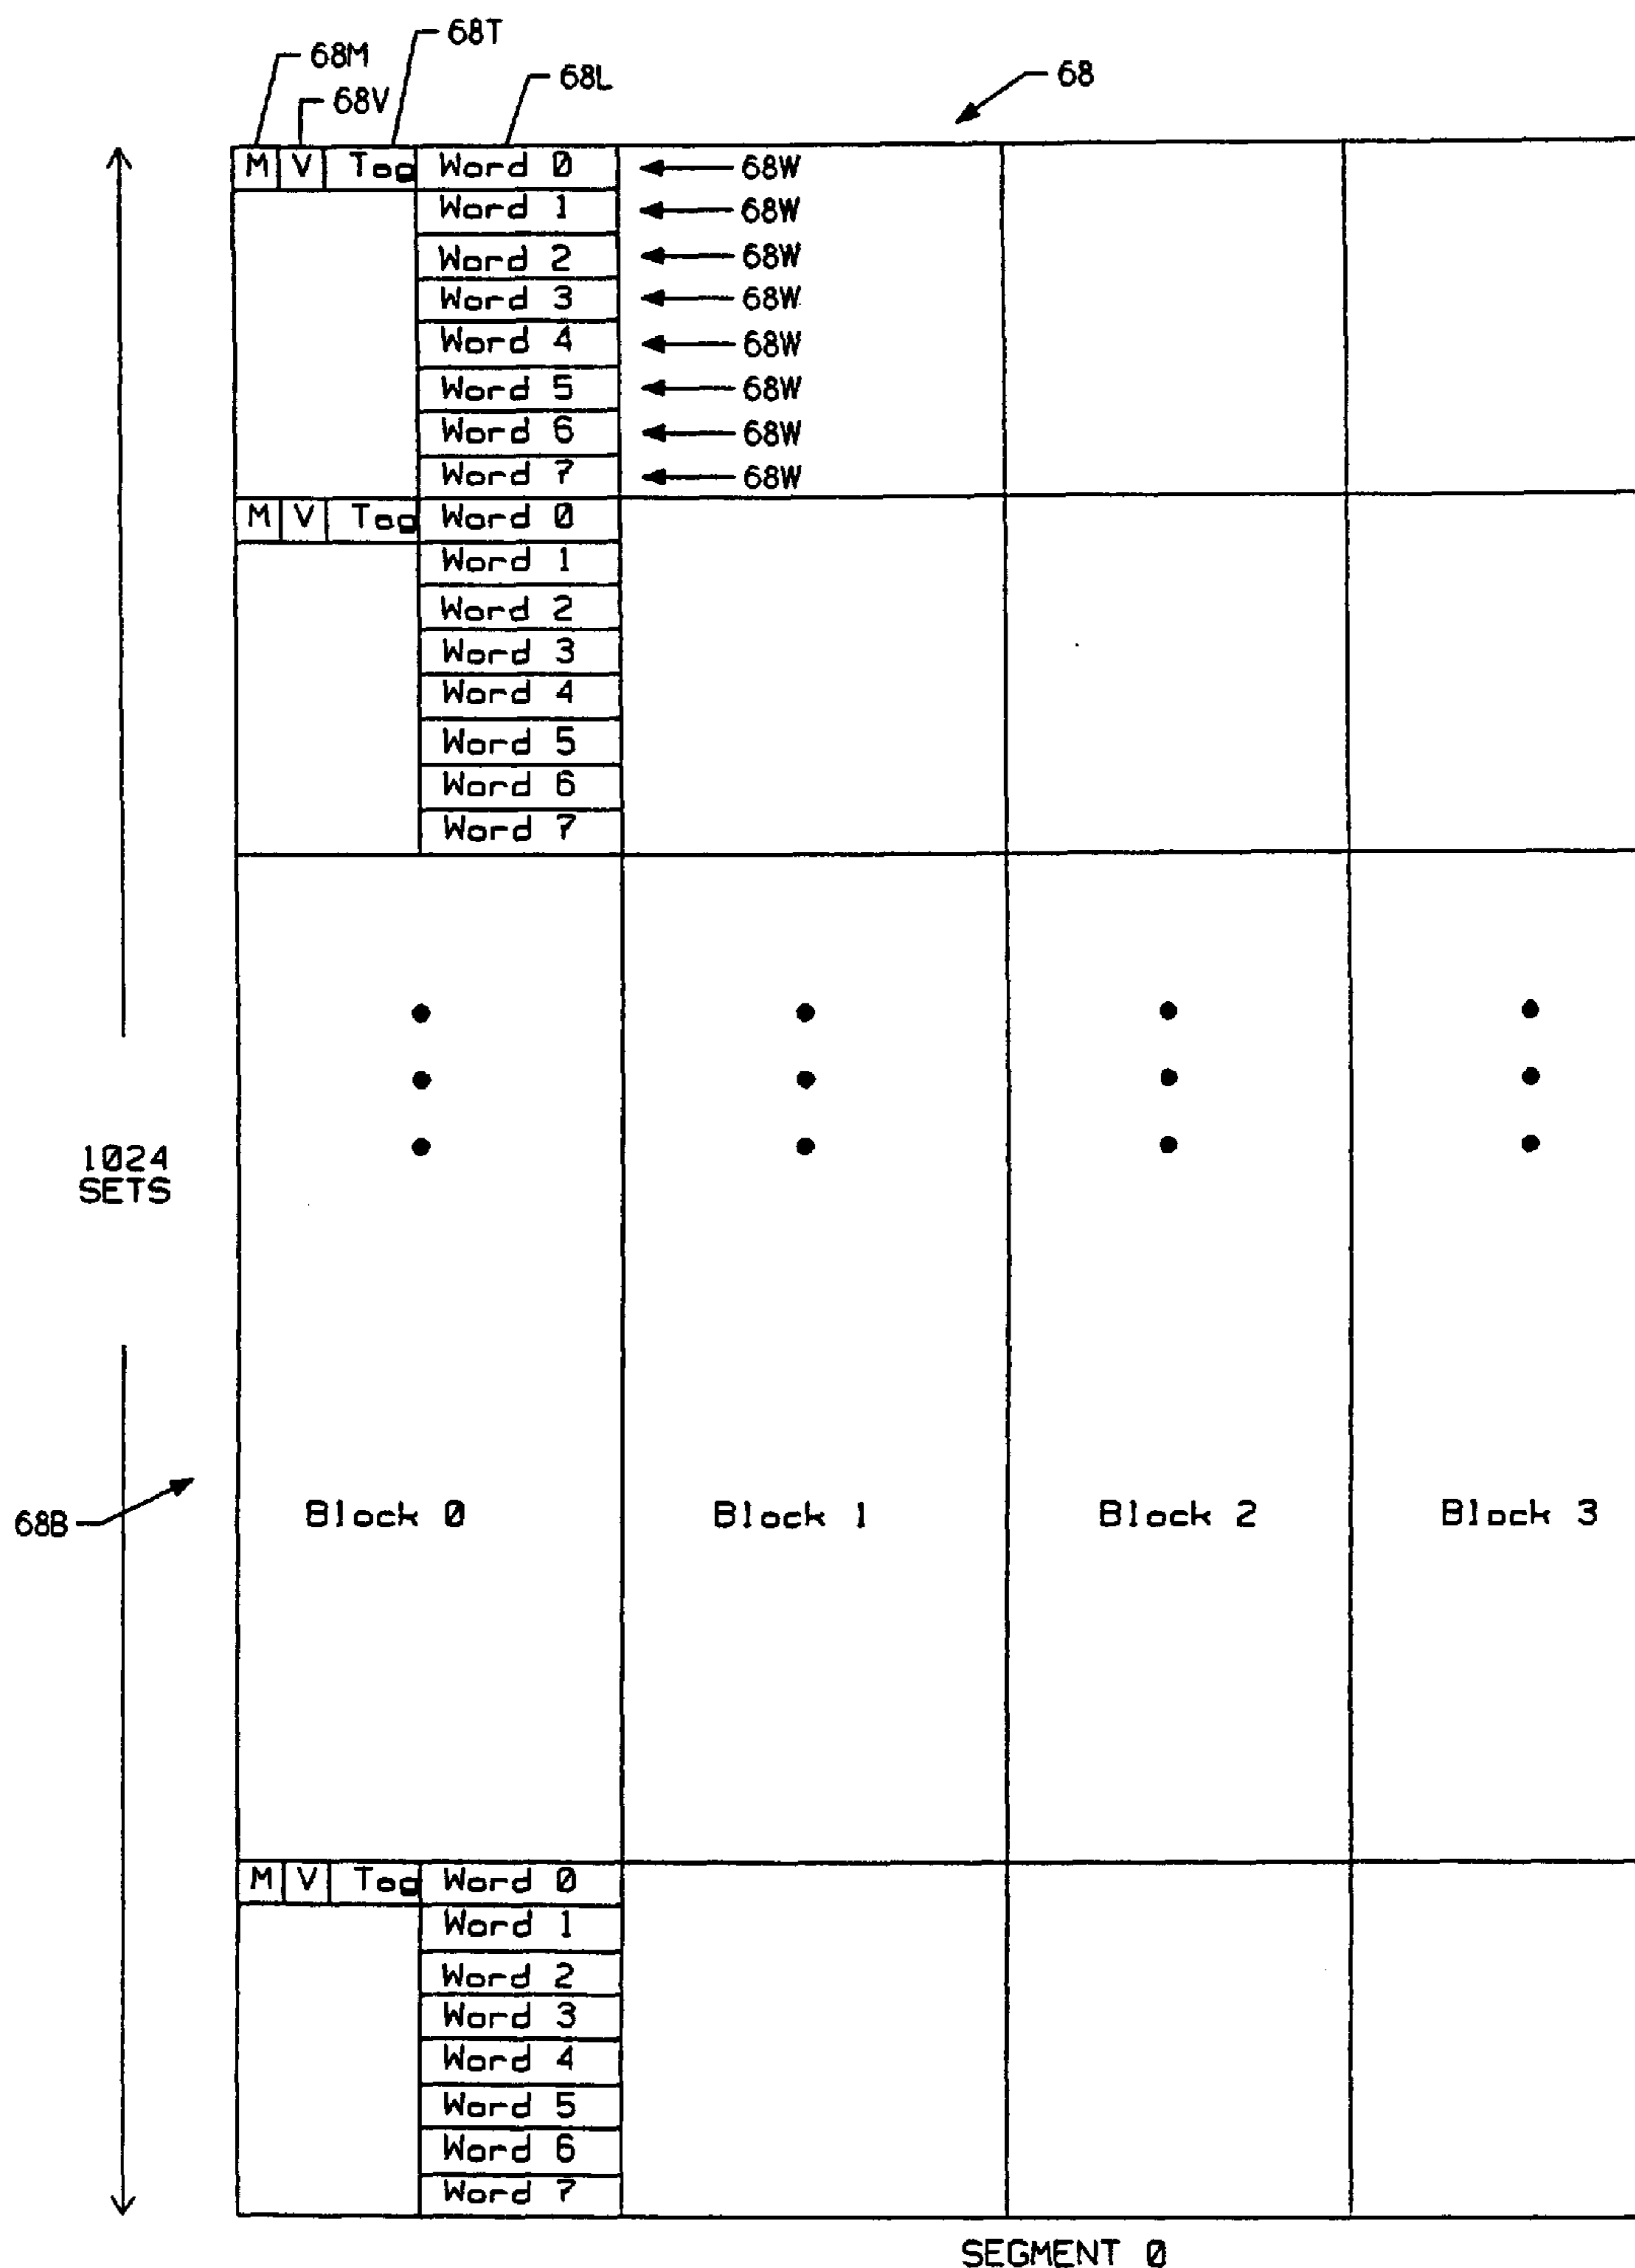 68M
68T
68V
68L
68
M V Tag Word 0 68W
Word 1 68W
Word 2 68W
Word 3 68W
Word 4 68W
Word 5 68W
Word 6 68W
Word 7 68W
M V Tag Word 0
Word 1
Word 2
Word 3
Word 4
Word 5
Word 6
Word 7
1024
SETS
68B
Block 0 Block 1 Block 2 Block 3
M V Tag Word 0
Word 1
Word 2
Word 3
Word 4
Word 5
Word 6
Word 7
SEGMENT 0